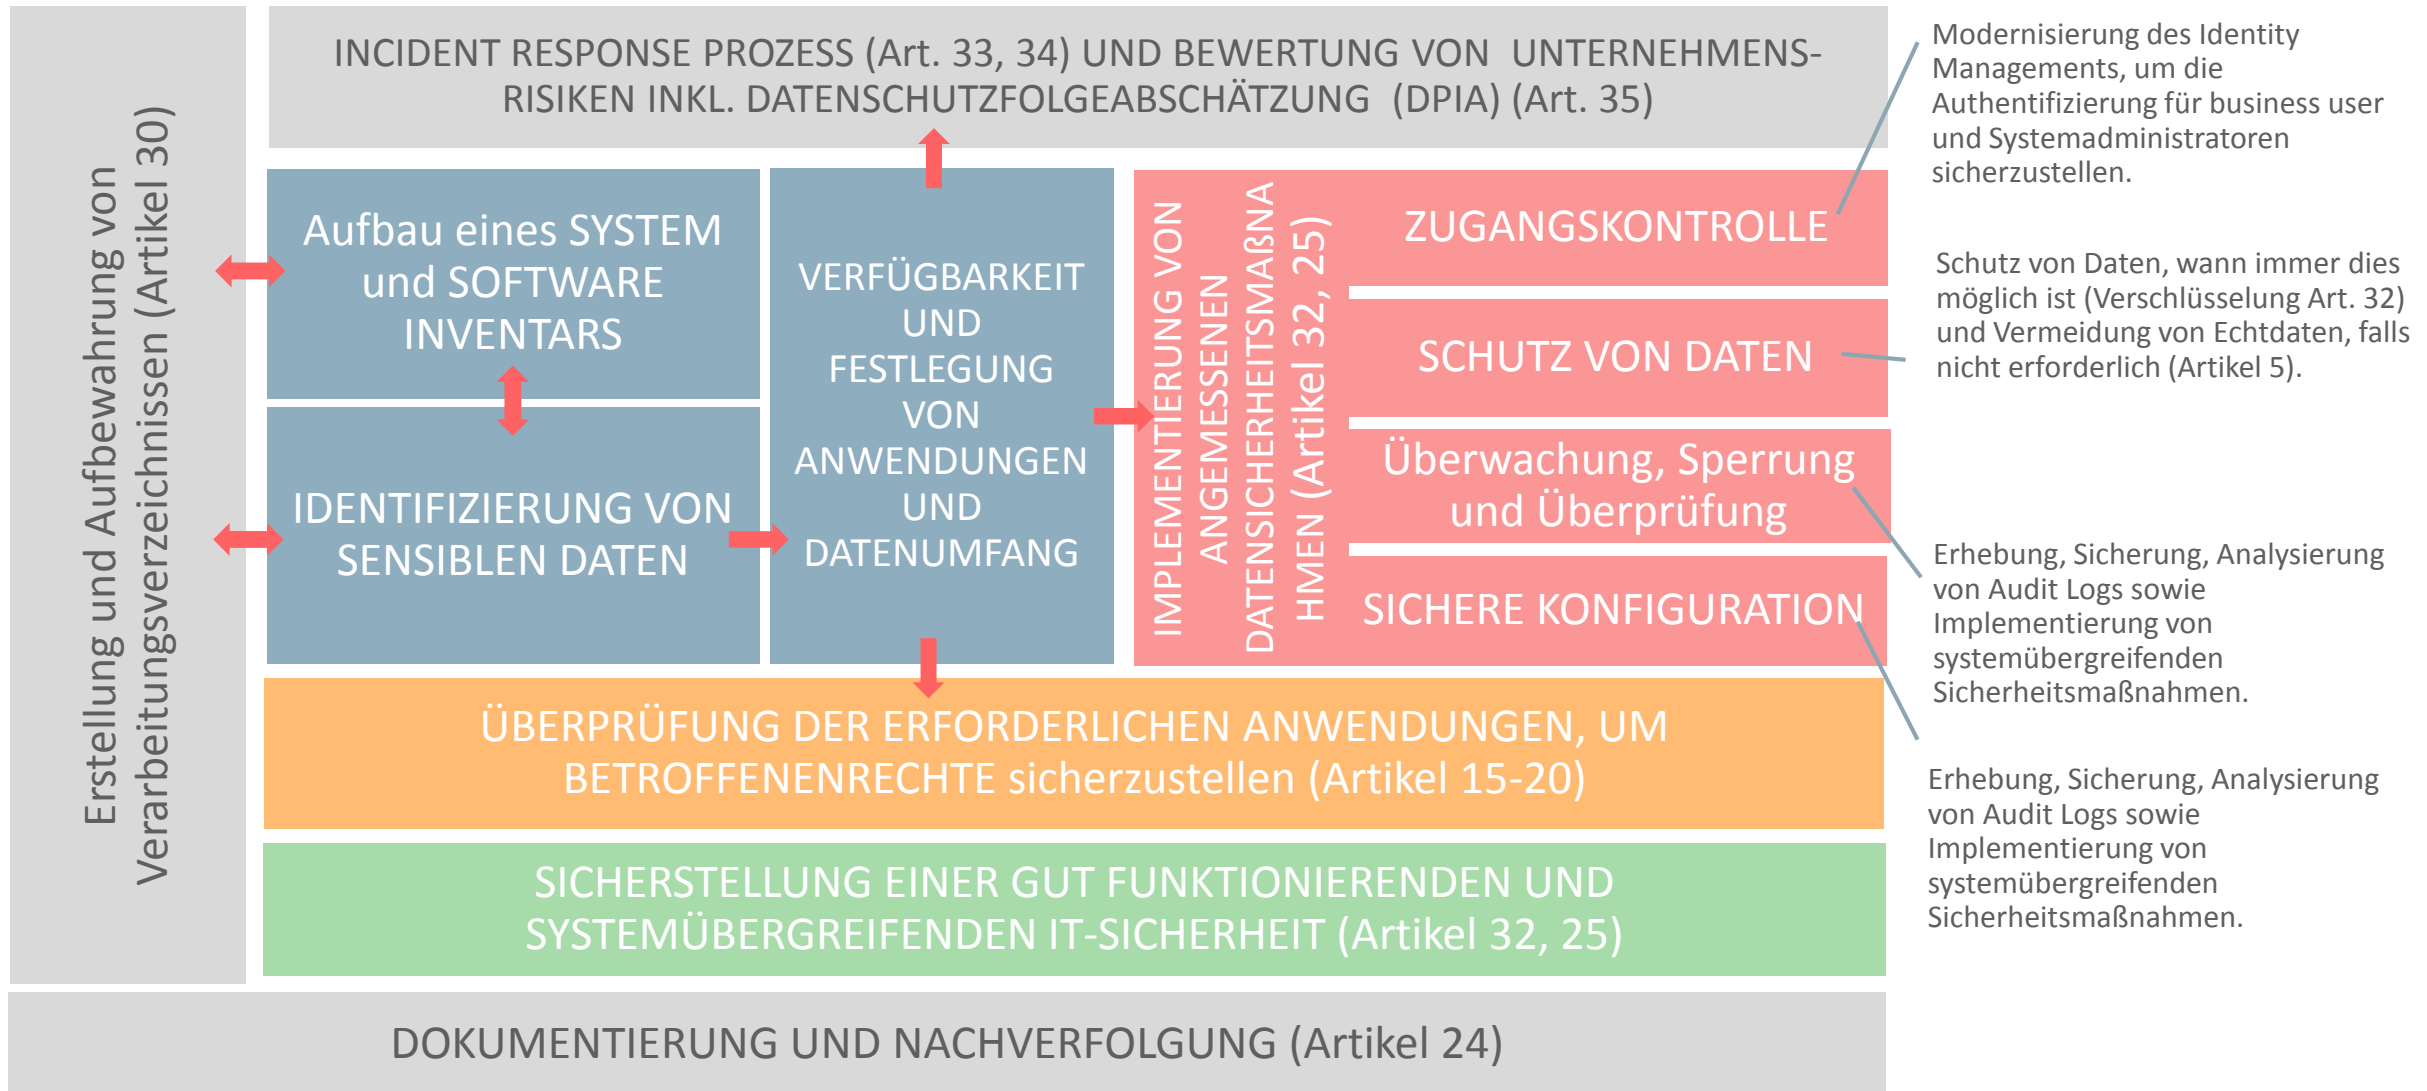 Erstellung und Aufbewahrung von
Verarbeitungsverzeichnissen (Artikel 30)
INCIDENT RESPONSE PROZESS (Art. 33, 34) UND BEWERTUNG VON UNTERNEHMENS-
RISIKEN INKL. DATENSCHUTZFOLGEABSCHÄTZUNG (DPIA) (Art. 35)
Aufbau eines SYSTEM
und SOFTWARE
INVENTARS
IDENTIFIZIERUNG VON
SENSIBLEN DATEN
VERFÜGBARKEIT
UND
FESTLEGUNG
VON
ANWENDUNGEN
UND
DATENUMFANG
IMPLEMENTIERUNG VON
ANGEMESSENEN
DATENSICHERHEITSMAßNA
HMEN (Artikel 32, 25)
ZUGANGSKONTROLLE
SCHUTZ VON DATEN
Überwachung, Sperrung
und Überprüfung
SICHERE KONFIGURATION
Modernisierung des Identity
Managements, um die
Authentifizierung für business user
und Systemadministratoren
sicherzustellen.
Schutz von Daten, wann immer dies
möglich ist (Verschlüsselung Art. 32)
und Vermeidung von Echtdaten, falls
nicht erforderlich (Artikel 5).
Erhebung, Sicherung, Analysierung
von Audit Logs sowie
Implementierung von
systemübergreifenden
Sicherheitsmaßnahmen.
Erhebung, Sicherung, Analysierung
von Audit Logs sowie
Implementierung von
systemübergreifenden
Sicherheitsmaßnahmen.
ÜBERPRÜFUNG DER ERFORDERLICHEN ANWENDUNGEN, UM
BETROFFENENRECHTE sicherzustellen (Artikel 15-20)
SICHERSTELLUNG EINER GUT FUNKTIONIERENDEN UND
SYSTEMÜBERGREIFENDEN IT-SICHERHEIT (Artikel 32, 25)
DOKUMENTIERUNG UND NACHVERFOLGUNG (Artikel 24)